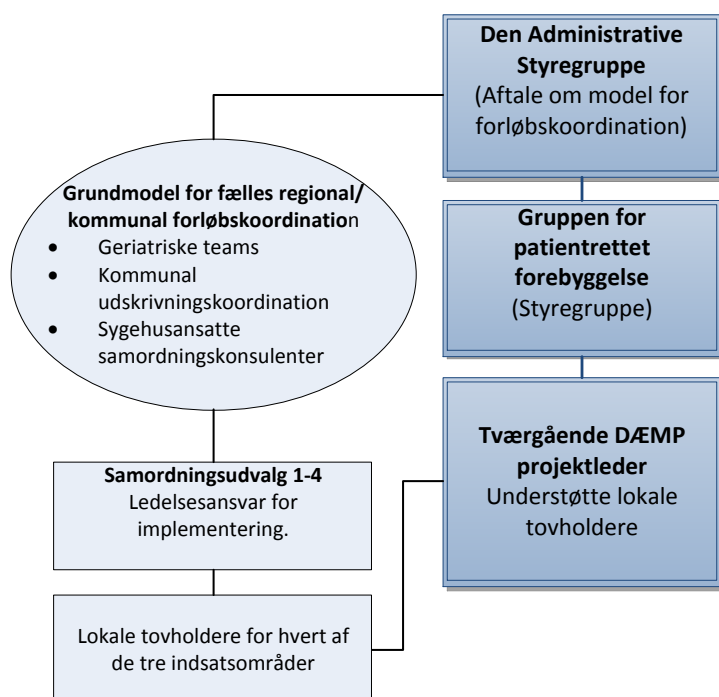 Den Administrative
Styregruppe
(Aftale om model for
forløbskoordination)
Grundmodel for fælles regional/
kommunal forløbskoordination
• Geriatriske teams
• Kommunal
udskrivningskoordination
• Sygehusansatte
samordningskonsulenter
Gruppen for
patientrettet
forebyggelse
(Styregruppe)
Tværgående DÆMP
projektleder
Understøtte lokale
tovholdere
Samordningsudvalg 1-4
Ledelsesansvar for
implementering.
Lokale tovholdere for hvert af
de tre indsatsområder